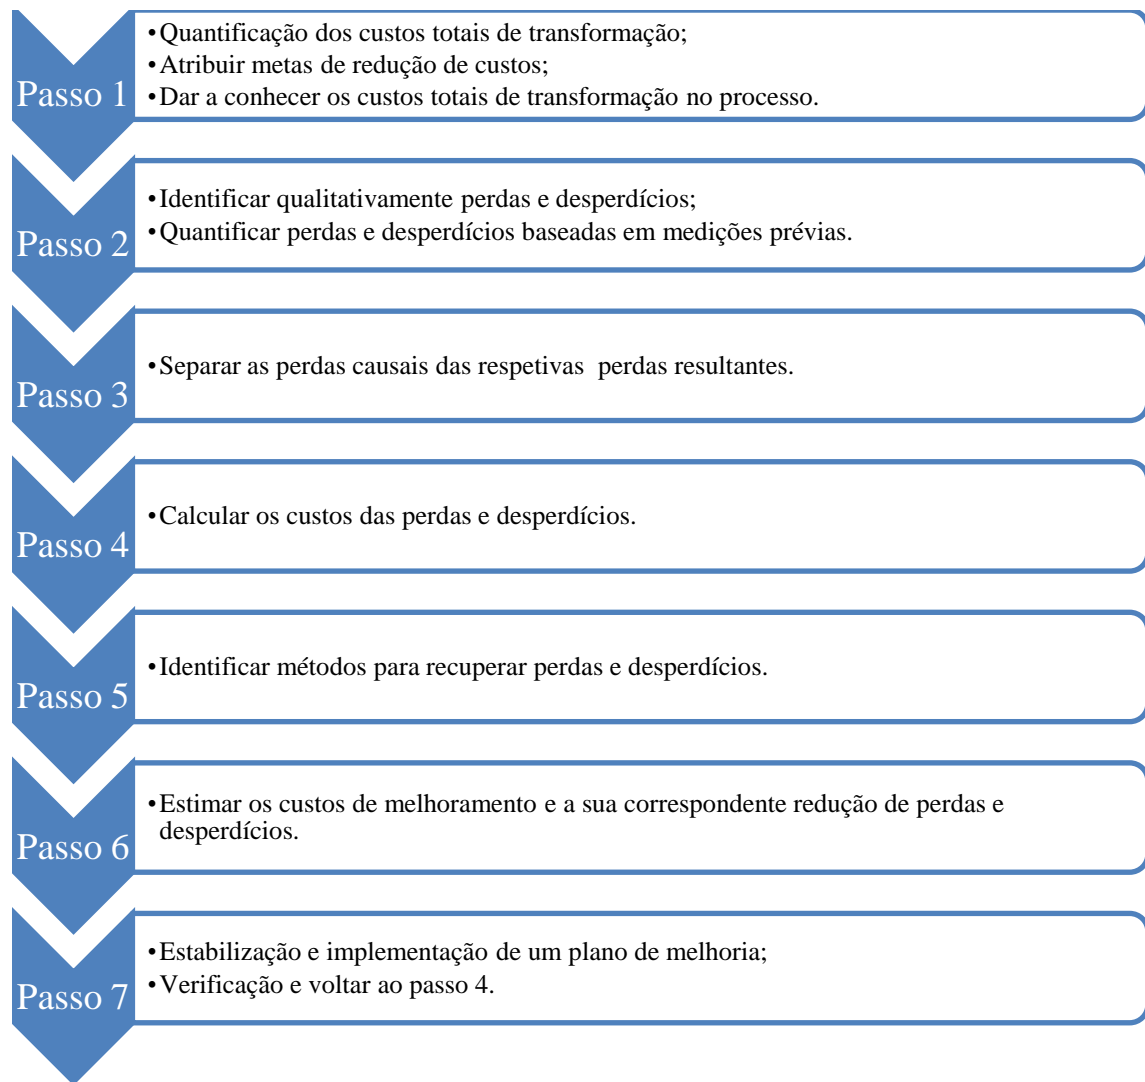 Passo 1
•Quantificação dos custos totais de transformação;
•Atribuir metas de redução de custos;
•Dar a conhecer os custos totais de transformação no processo.
Passo 2
•Identificar qualitativamente perdas e desperdícios;
•Quantificar perdas e desperdícios baseadas em medições prévias.
Passo 3
•Separar as perdas causais das respetivas perdas resultantes.
Passo 4
•Calcular os custos das perdas e desperdícios.
Passo 5
•Identificar métodos para recuperar perdas e desperdícios.
Passo 6
•Estimar os custos de melhoramento e a sua correspondente redução de perdas e
desperdícios.
Passo 7
•Estabilização e implementação de um plano de melhoria;
•Verificação e voltar ao passo 4.